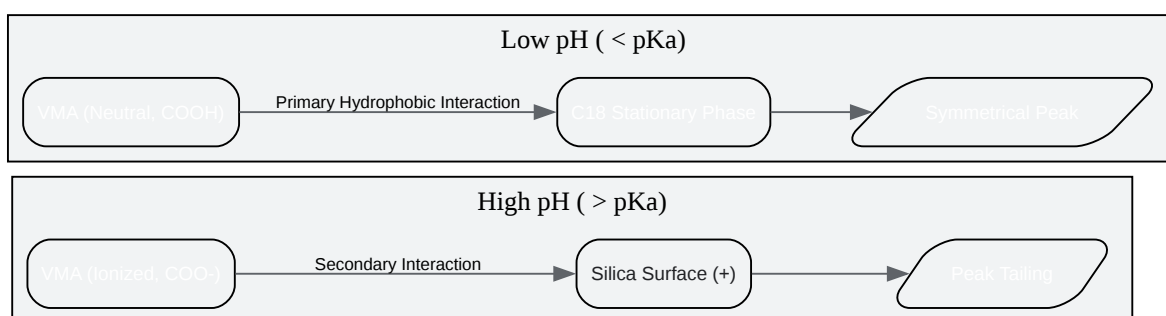 Low pH ( < pKa)
VMA (Neutral, COOH)
Primary Hydrophobic Interaction
C18 Stationary Phase
Symmetrical Peak
High pH ( > pKa)
VMA (Ionized, COO-)
Secondary Interaction
Silica Surface (+)
Peak Tailing